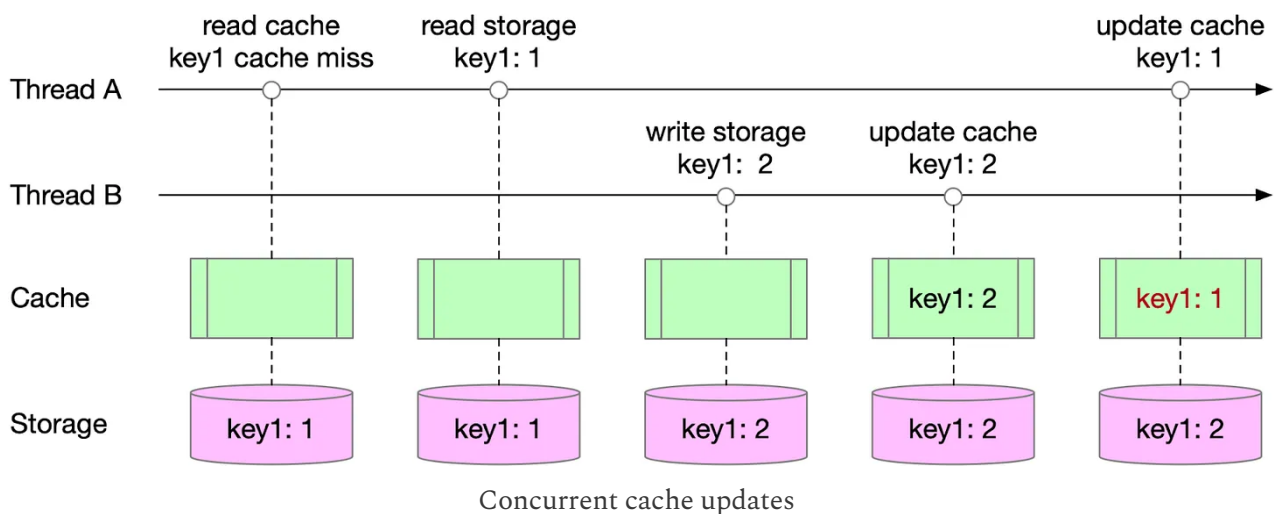 read cache
key1 cache miss
read storage
key1: 1
update cache
key1: 1
Thread A
write storage
key1:  2
update cache
key1: 2
Thread B
Cache
key1: 2
key1: 1
Storage
key1: 1
key1: 1
key1: 2
key1: 2
key1: 2
Concurrent cache updates